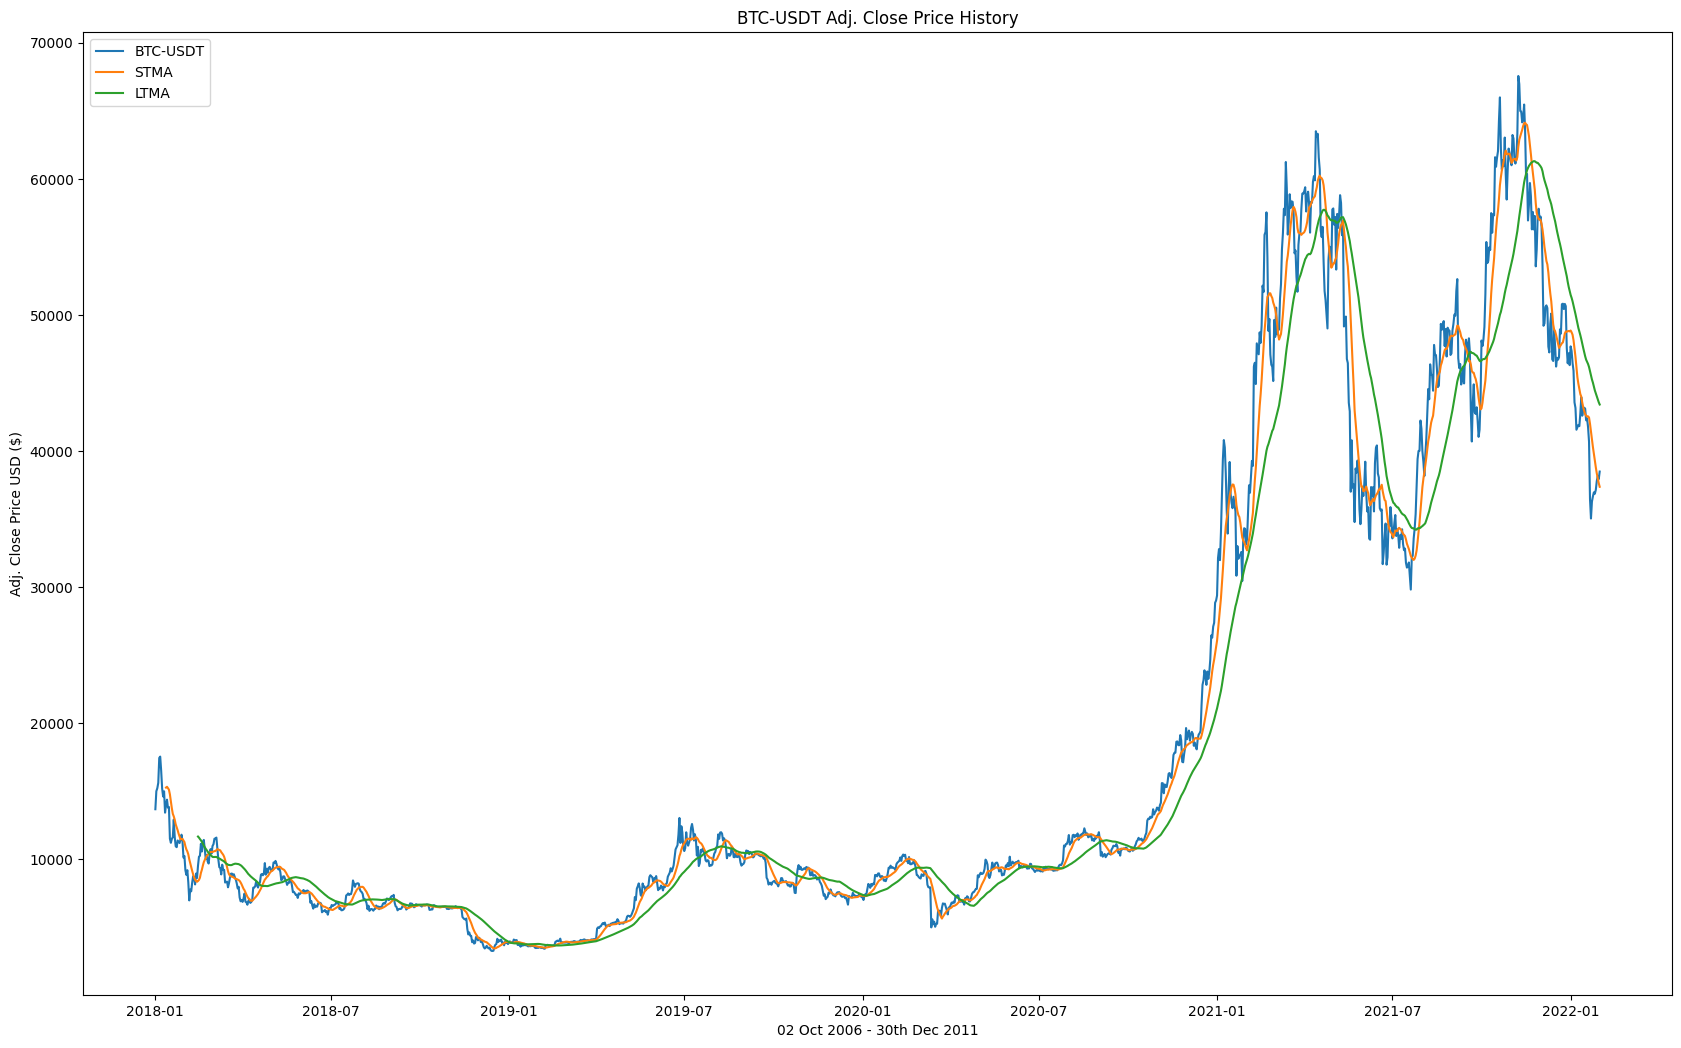 BTC-USDT Adj. Close Price History
BTC-USDT
STMA
LTMA
Adj. Close Price USD ($)
70000
60000
50000
40000
30000
20000
10000
2018-01 2018-07 2019-01 2019-07 2020-01 2020-07 2021-01 2021-07 2022-01
02 Oct 2006 - 30th Dec 2011